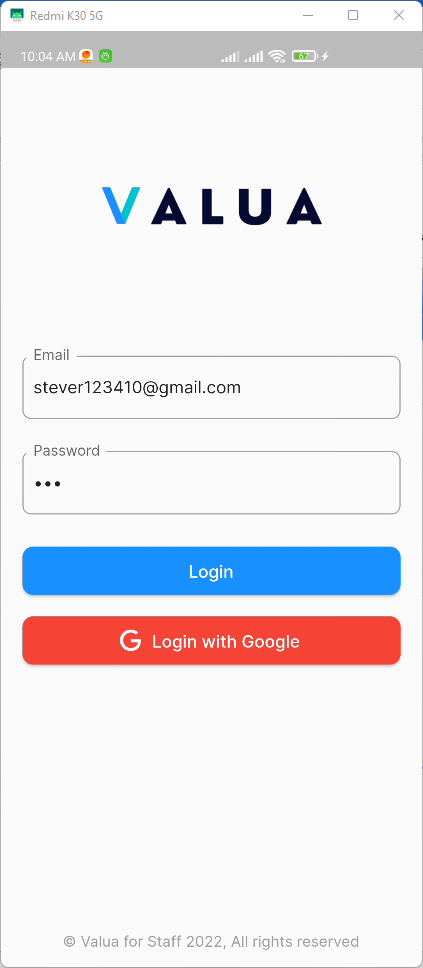 Redmi K30 5G
10:04 AM
67
VALUA
Email
stever123410@gmail.com
Password
•••
Login
G Login with Google
© Valua for Staff 2022, All rights reserved